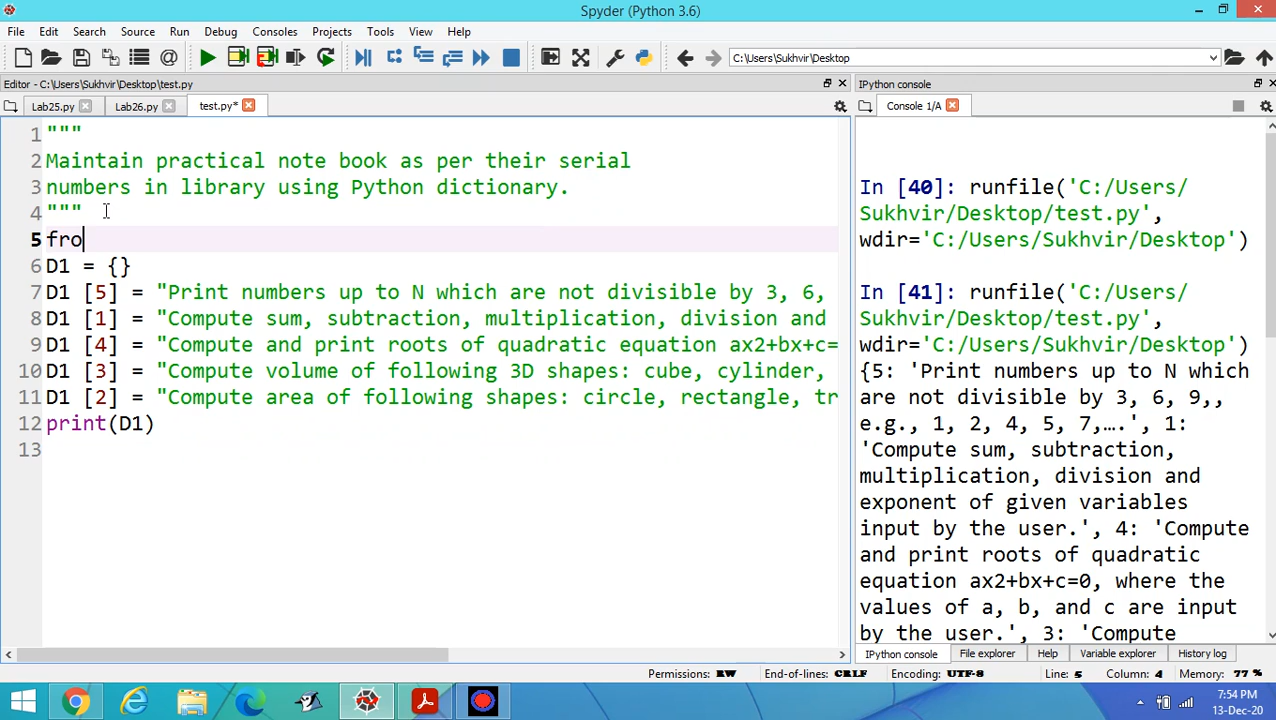 Spyder (Python 3.6)
File Edit Search Source Run Debug Consoles Projects Tools View Help
C:\Users\Sukhvir\Desktop
Editor - C:\Users\Sukhvir\Desktop\test.py
IPython console
Lab25.py Lab26.py test.py*
Console 1/A
1 """
2 Maintain practical note book as per their serial
3 numbers in library using Python dictionary.
4 """
5 fro
6 D1 = {}
7 D1 [5] = "Print numbers up to N which are not divisible by 3, 6,
8 D1 [1] = "Compute sum, subtraction, multiplication, division and
9 D1 [4] = "Compute and print roots of quadratic equation ax2+bx+c=
10 D1 [3] = "Compute volume of following 3D shapes: cube, cylinder,
11 D1 [2] = "Compute area of following shapes: circle, rectangle, tr
12 print(D1)
13
In [40]: runfile('C:/Users/
Sukhvir/Desktop/test.py',
wdir='C:/Users/Sukhvir/Desktop')
In [41]: runfile('C:/Users/
Sukhvir/Desktop/test.py',
wdir='C:/Users/Sukhvir/Desktop')
{5: 'Print numbers up to N which
are not divisible by 3, 6, 9,,
e.g., 1, 2, 4, 5, 7,….', 1:
'Compute sum, subtraction,
multiplication, division and
exponent of given variables
input by the user.', 4: 'Compute
and print roots of quadratic
equation ax2+bx+c=0, where the
values of a, b, and c are input
by the user.', 3: 'Compute
IPython console File explorer Help Variable explorer History log
Permissions: RW End-of-lines: CRLF Encoding: UTF-8 Line: 5 Column: 4 Memory: 77 %
7:54 PM
13-Dec-20